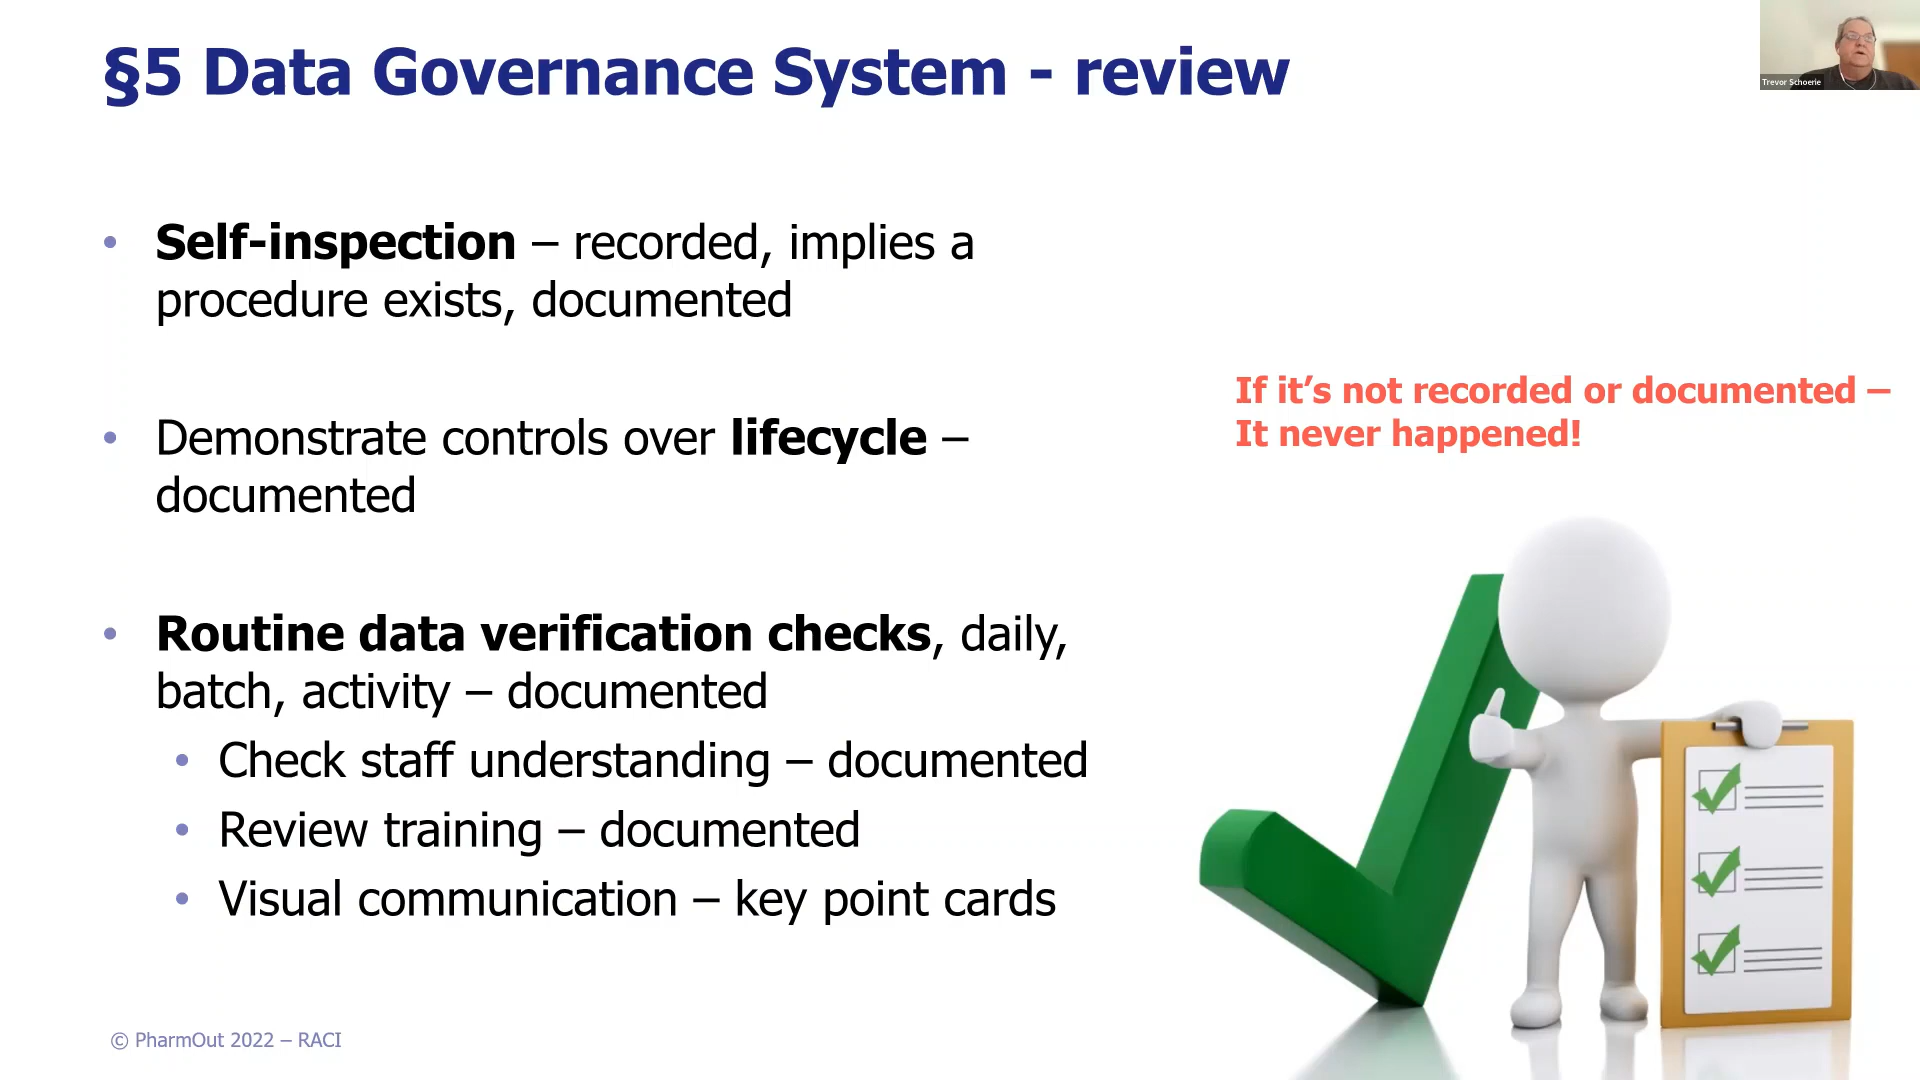 §5 Data Governance System - review
Trevor Schoerie
• Self-inspection – recorded, implies a
procedure exists, documented
If it’s not recorded or documented –
It never happened!
• Demonstrate controls over lifecycle –
documented
• Routine data verification checks, daily,
batch, activity – documented
• Check staff understanding – documented
• Review training – documented
• Visual communication – key point cards
© PharmOut 2022 – RACI